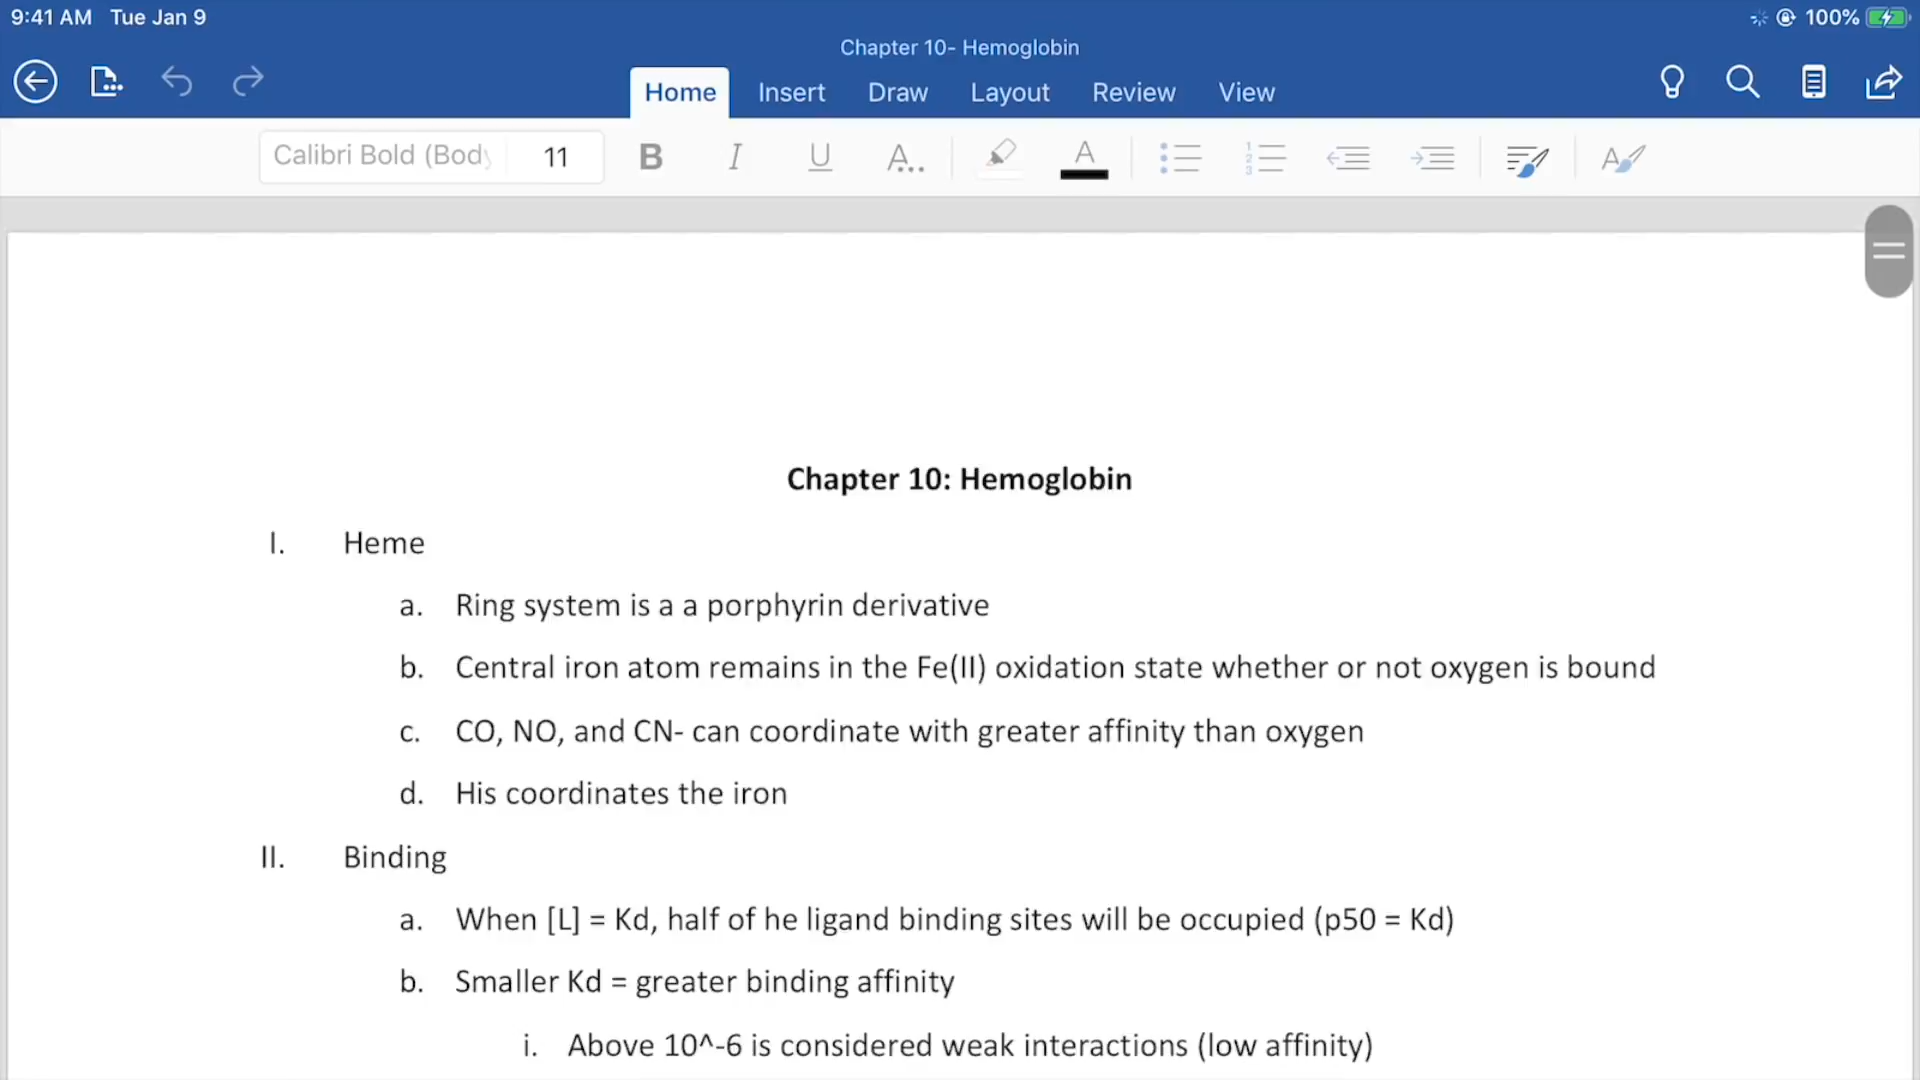 9:41 AM Tue Jan 9
100%
Chapter 10- Hemoglobin
Home Insert Draw Layout Review View
Calibri Bold (Body 11 B I U A.. A A
Chapter 10: Hemoglobin
I. Heme
a. Ring system is a a porphyrin derivative
b. Central iron atom remains in the Fe(II) oxidation state whether or not oxygen is bound
c. CO, NO, and CN- can coordinate with greater affinity than oxygen
d. His coordinates the iron
II. Binding
a. When [L] = Kd, half of he ligand binding sites will be occupied (p50 = Kd)
b. Smaller Kd = greater binding affinity
i. Above 10^-6 is considered weak interactions (low affinity)